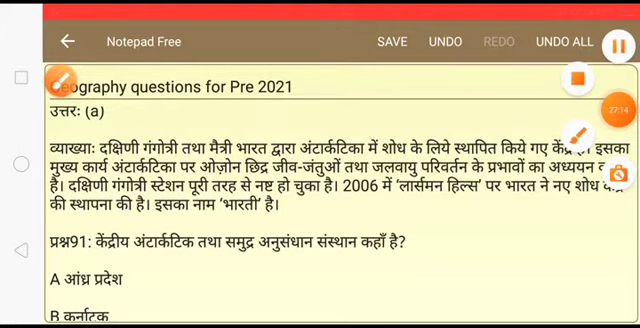 Notepad Free SAVE UNDO REDO UNDO ALL
27:14
Geography questions for Pre 2021
उत्तरः (a)
व्याख्याः दक्षिणी गंगोत्री तथा मैत्री भारत द्वारा अंटार्कटिका में शोध के लिये स्थापित किये गए केंद्र इसका
मुख्य कार्य अंटार्कटिका पर ओज़ोन छिद्र जीव-जंतुओं तथा जलवायु परिवर्तन के प्रभावों का अध्ययन
है। दक्षिणी गंगोत्री स्टेशन पूरी तरह से नष्ट हो चुका है। 2006 में ‘लार्समन हिल्स’ पर भारत ने नए शोध
की स्थापना की है। इसका नाम ‘भारती’ है।
प्रश्न91: केंद्रीय अंटार्कटिक तथा समुद्र अनुसंधान संस्थान कहाँ है?
A आंध्र प्रदेश
B कर्नाटक